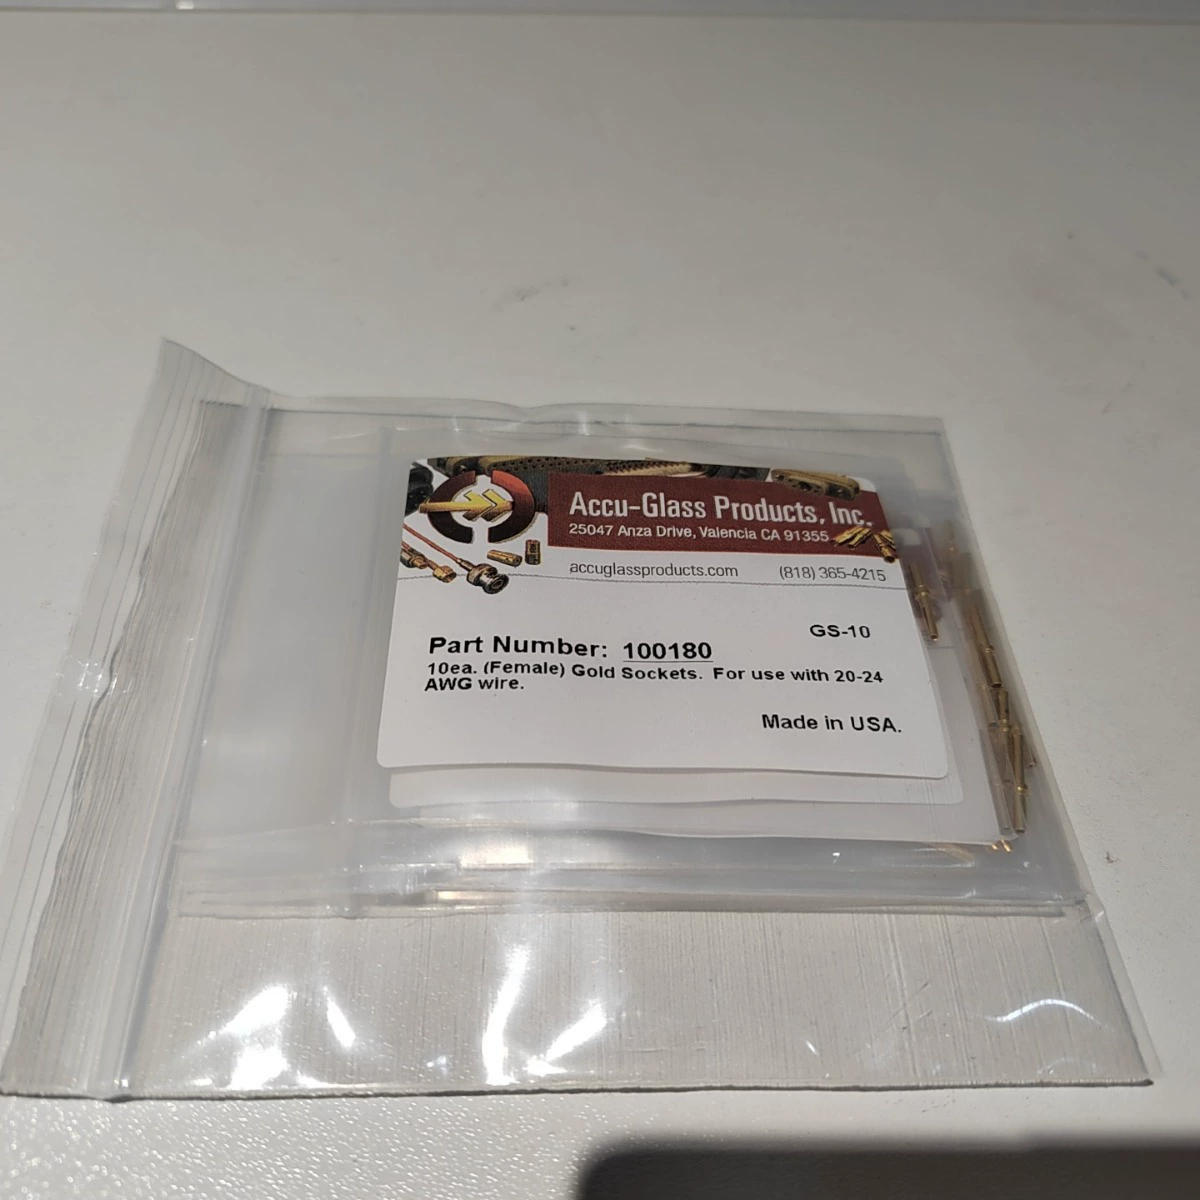 Accu-Glass Products, Inc.
25047 Anza Drive, Valencia CA 91355
accuglassproducts.com (818) 365-4215
GS-10
Part Number: 100180
10ea. (Female) Gold Sockets. For use with 20-24
AWG wire.
Made in USA.